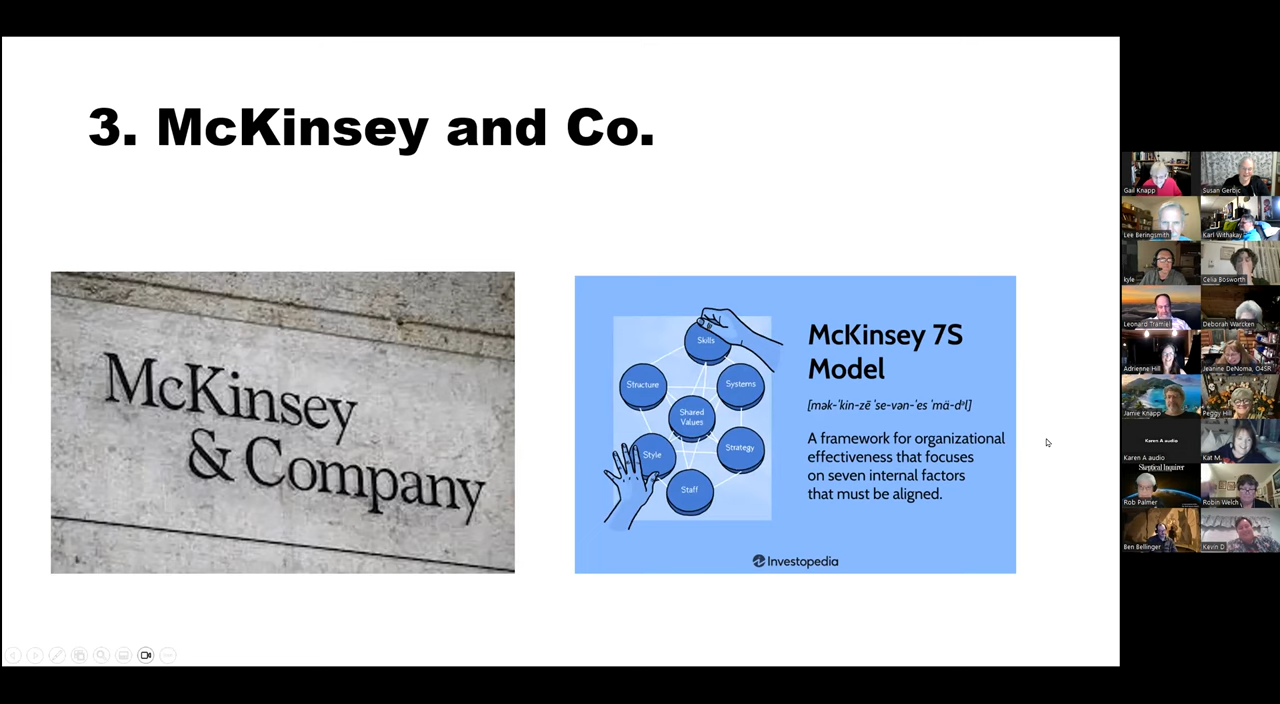 3. McKinsey and Co.
McKinsey
& Company
Skills
Structure
Systems
Shared
Values
Style
Strategy
Staff
McKinsey 7S
Model
[mək-ˈkin-zē ˈse-vən-ˈes ˈmä-dᵊl]
A framework for organizational
effectiveness that focuses
on seven internal factors
that must be aligned.
Investopedia
Gail Knapp
Susan Gerbic
Lee Beringsmith
Karl Withakay
kyle
Celia Bosworth
Leonard Tramiel
Deborah Warcken
Adrienne Hill
Jeanine DeNoma, O4SR
Jamie Knapp
Peggy Hill
Karen A audio
Karen A audio
Kat M.
Skeptical Inquirer
Rob Palmer
Robin Welch
Ben Bellinger
Kevin D